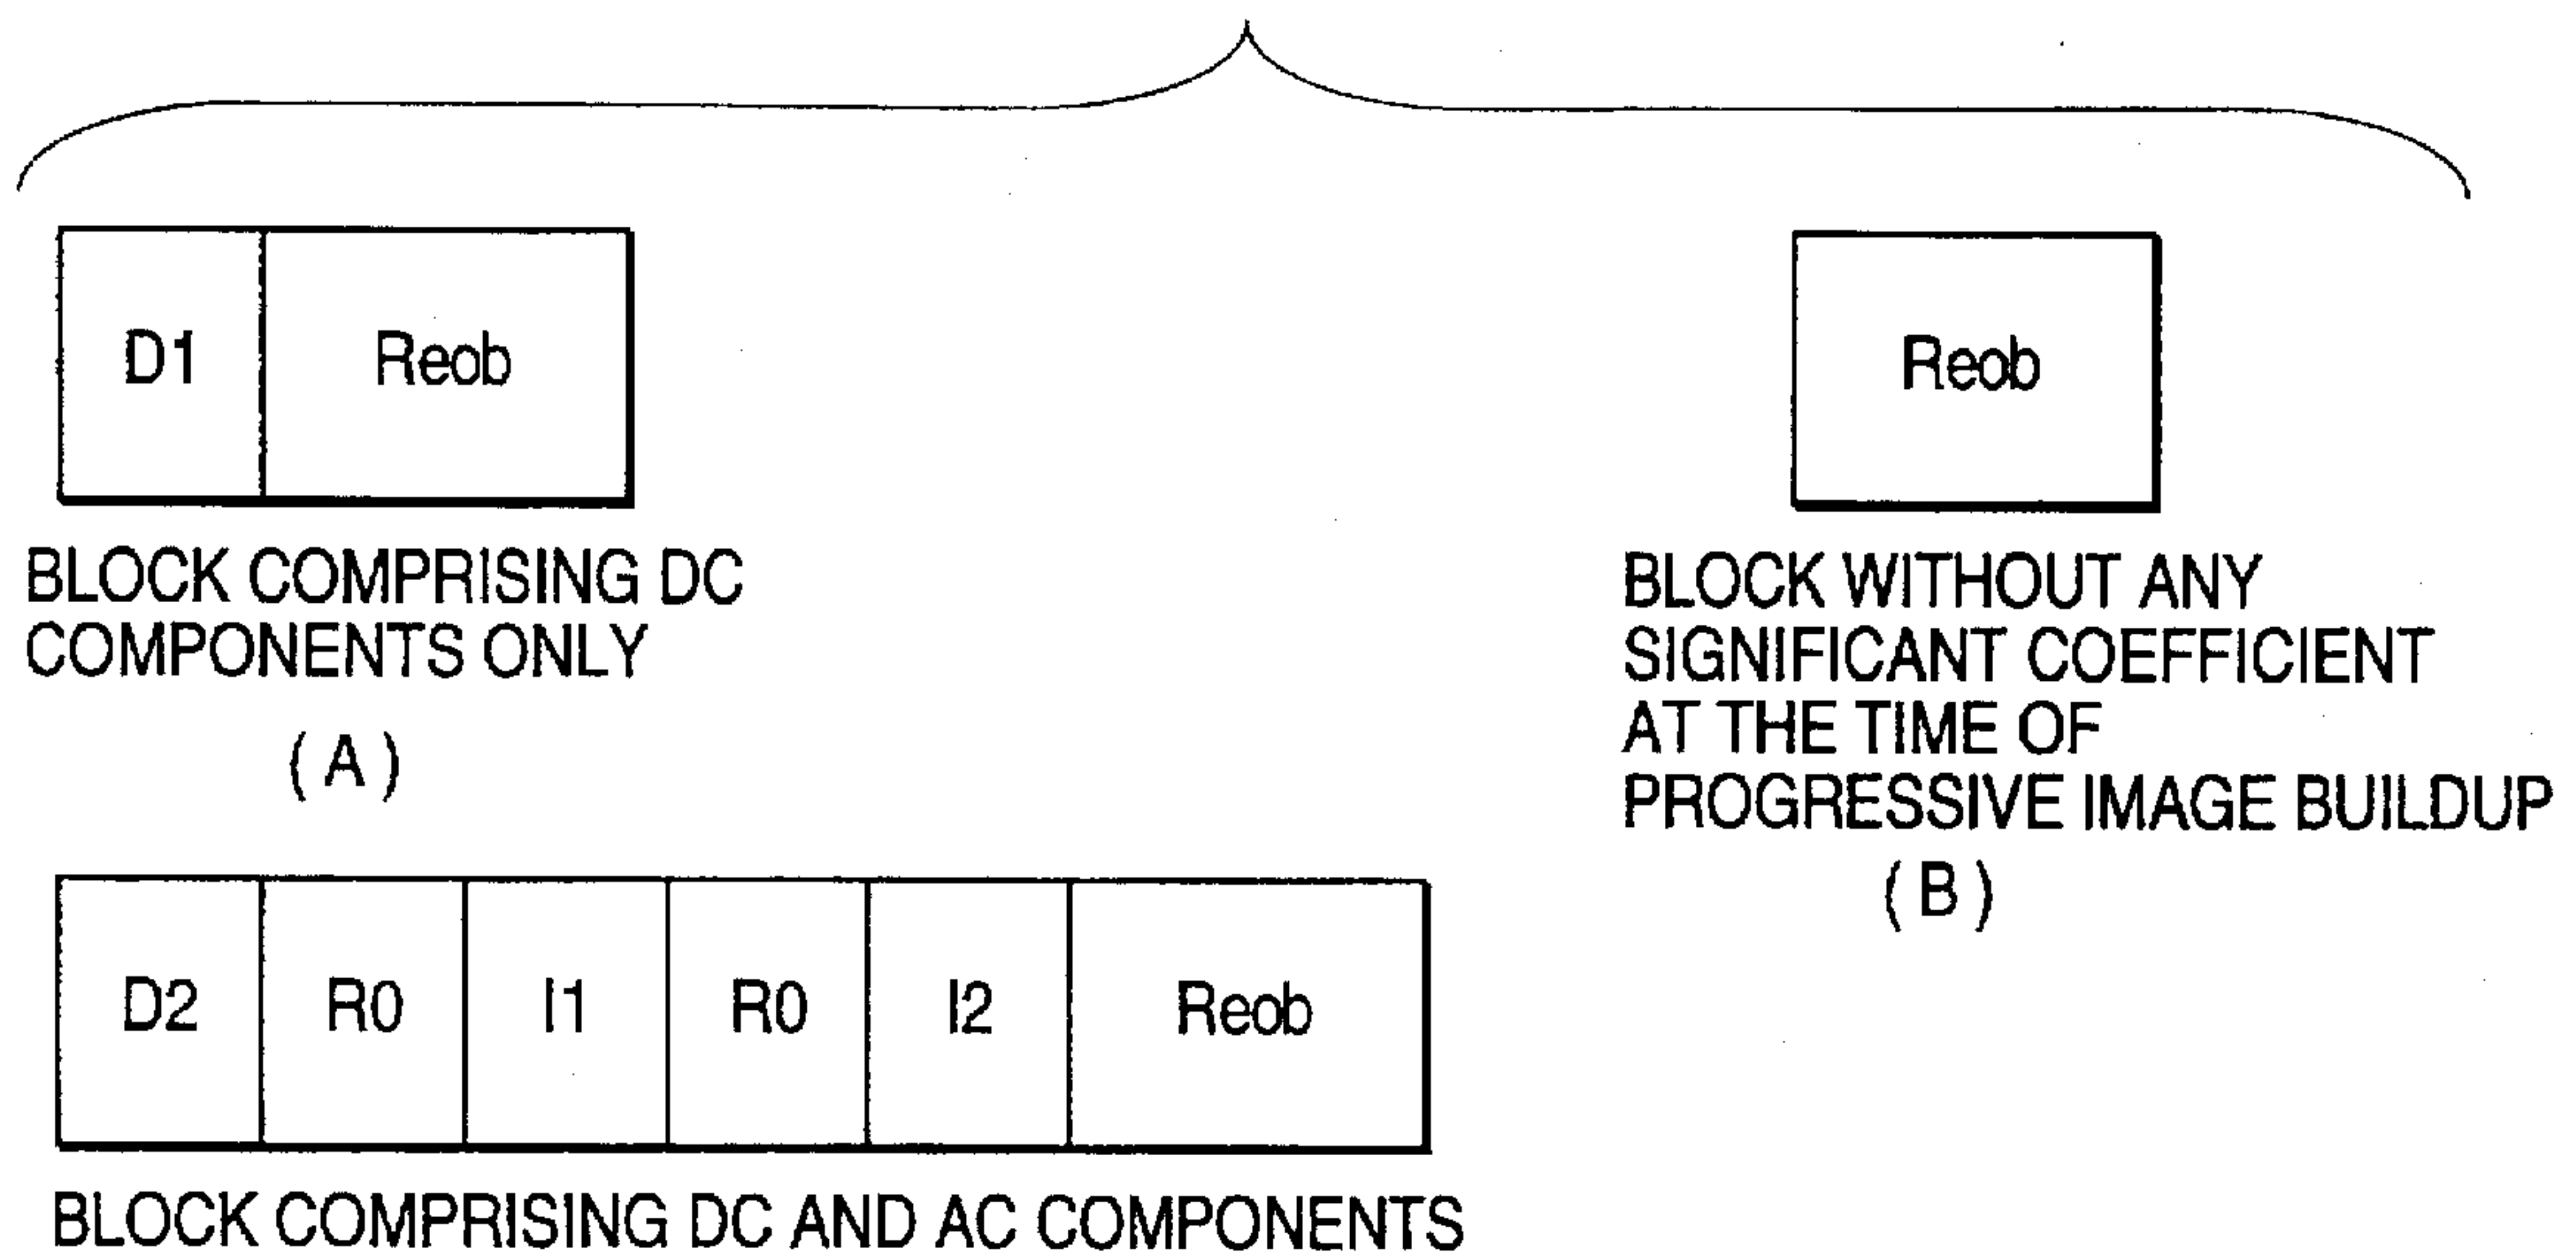 D1 Reob
BLOCK COMPRISING DC
COMPONENTS ONLY
(A)
Reob
BLOCK WITHOUT ANY
SIGNIFICANT COEFFICIENT
AT THE TIME OF
PROGRESSIVE IMAGE BUILDUP
(B)
D2 R0 I1 R0 I2 Reob
BLOCK COMPRISING DC AND AC COMPONENTS